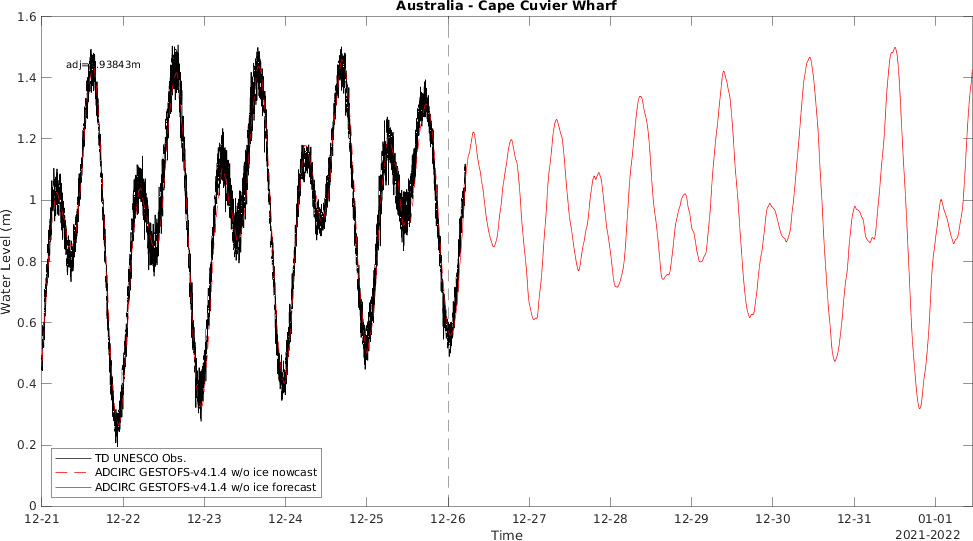 Australia - Cape Cuvier Wharf
1.6
1.4
1.2
1
0.8
0.6
0.4
0.2
0
Water Level (m)
TD UNESCO Obs.
ADCIRC GESTOFS-v4.1.4 w/o ice nowcast
ADCIRC GESTOFS-v4.1.4 w/o ice forecast
12-21 12-22 12-23 12-24 12-25 12-26 12-27 12-28 12-29 12-30 12-31 01-01
Time
2021-2022